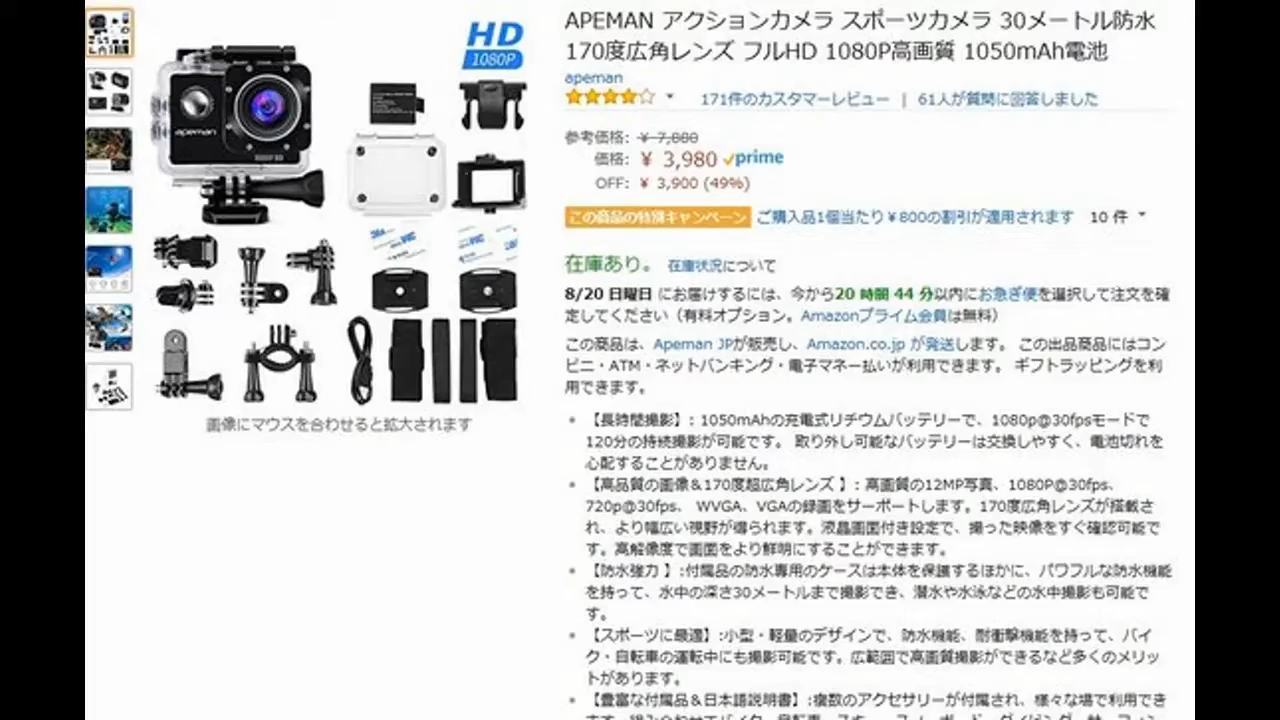 HD
1080P
apeman
画像にマウスを合わせると拡大されます
APEMAN アクションカメラ スポーツカメラ 30メートル防水
170度広角レンズ フルHD 1080P高画質 1050mAh電池
apeman
171件のカスタマーレビュー | 61人が質問に回答しました
参考価格: ¥ 7,880
価格: ¥ 3,980 prime
OFF: ¥ 3,900 (49%)
この商品の特別キャンペーン ご購入品1個当たり¥800の割引が適用されます 10 件
在庫あり。 在庫状況について
8/20 日曜日 にお届けするには、今から20 時間 44 分以内にお急ぎ便を選択して注文を確
定してください（有料オプション。Amazonプライム会員は無料）
この商品は、Apeman JPが販売し、Amazon.co.jp が発送します。 この出品商品にはコン
ビニ・ATM・ネットバンキング・電子マネー払いが利用できます。 ギフトラッピングを利
用できます。
【長時間撮影】: 1050mAhの充電式リチウムバッテリーで、1080p@30fpsモードで
120分の持続撮影が可能です。 取り外し可能なバッテリーは交換しやすく、電池切れを
心配することがありません。
【高品質の画像＆170度超広角レンズ 】: 高画質の12MP写真、1080P@30fps、
720p@30fps、 WVGA、VGAの録画をサーポートします。170度広角レンズが搭載さ
れ、より幅広い視野が得られます。液晶画面付き設定で、撮った映像をすぐ確認可能で
す。高解像度で画面をより鮮明にすることができます。
【防水強力 】:付属品の防水専用のケースは本体を保護するほかに、パワフルな防水機能
を持って、水中の深さ30メートルまで撮影でき、潜水や水泳などの水中撮影も可能で
す。
【スポーツに最適】:小型・軽量のデザインで、防水機能、耐衝撃機能を持って、バイ
ク・自転車の運転中にも撮影可能です。広範囲で高画質撮影ができるなど多くのメリッ
トがあります。
【豊富な付属品＆日本語説明書】:複数のアクセサリーが付属され、様々な場で利用でき